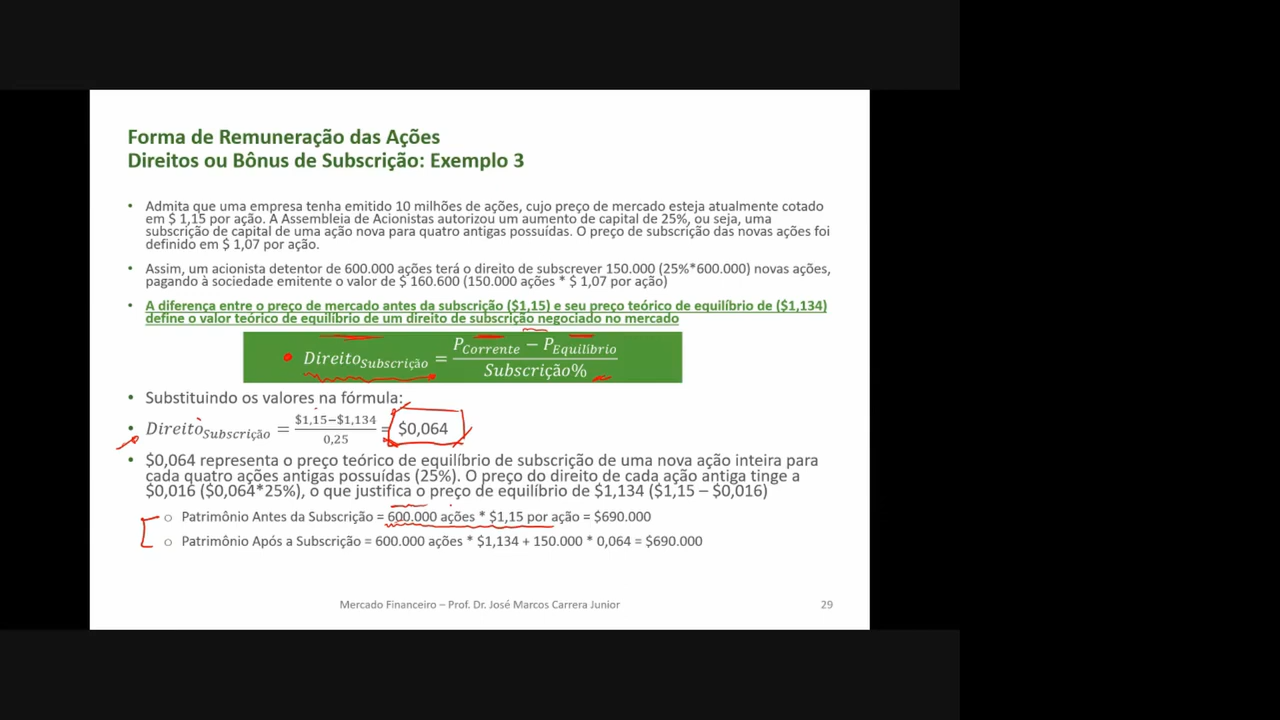 Forma de Remuneração das Ações
Direitos ou Bônus de Subscrição: Exemplo 3
• Admita que uma empresa tenha emitido 10 milhões de ações, cujo preço de mercado esteja atualmente cotado
em $ 1,15 por ação. A Assembleia de Acionistas autorizou um aumento de capital de 25%, ou seja, uma
subscrição de capital de uma ação nova para quatro antigas possuídas. O preço de subscrição das novas ações foi
definido em $ 1,07 por ação.
• Assim, um acionista detentor de 600.000 ações terá o direito de subscrever 150.000 (25%*600.000) novas ações,
pagando à sociedade emitente o valor de $ 160.600 (150.000 ações * $ 1,07 por ação)
• A diferença entre o preço de mercado antes da subscrição ($1,15) e seu preço teórico de equilíbrio de ($1,134)
define o valor teórico de equilíbrio de um direito de subscrição negociado no mercado
Direito Subscrição = P Corrente − P Equilíbrio / Subscrição%
• Substituindo os valores na fórmula:
• Direito Subscrição = $1,15−$1,134 / 0,25 = $0,064
• $0,064 representa o preço teórico de equilíbrio de subscrição de uma nova ação inteira para
cada quatro ações antigas possuídas (25%). O preço do direito de cada ação antiga tinge a
$0,016 ($0,064*25%), o que justifica o preço de equilíbrio de $1,134 ($1,15 – $0,016)
○ Patrimônio Antes da Subscrição = 600.000 ações * $1,15 por ação = $690.000
○ Patrimônio Após a Subscrição = 600.000 ações * $1,134 + 150.000 * 0,064 = $690.000
Mercado Financeiro – Prof. Dr. José Marcos Carrera Junior 29